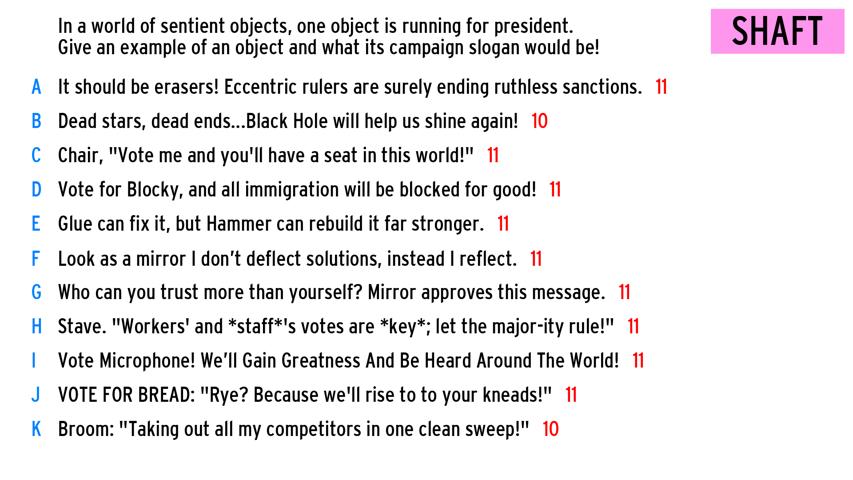 In a world of sentient objects, one object is running for president.
Give an example of an object and what its campaign slogan would be!
SHAFT
A It should be erasers! Eccentric rulers are surely ending ruthless sanctions. 11
B Dead stars, dead ends...Black Hole will help us shine again! 10
C Chair, "Vote me and you'll have a seat in this world!" 11
D Vote for Blocky, and all immigration will be blocked for good! 11
E Glue can fix it, but Hammer can rebuild it far stronger. 11
F Look as a mirror I don’t deflect solutions, instead I reflect. 11
G Who can you trust more than yourself? Mirror approves this message. 11
H Stave. "Workers' and *staff*'s votes are *key*; let the major-ity rule!" 11
I Vote Microphone! We’ll Gain Greatness And Be Heard Around The World! 11
J VOTE FOR BREAD: "Rye? Because we'll rise to to your kneads!" 11
K Broom: "Taking out all my competitors in one clean sweep!" 10